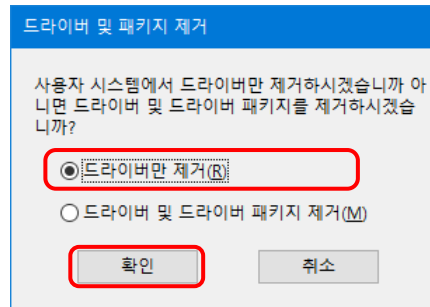 드라이버 및 패키지 제거
사용자 시스템에서 드라이버만 제거하시겠습니까 아
니면 드라이버 및 드라이버 패키지를 제거하시겠습
니까?
드라이버만 제거(R)
드라이버 및 드라이버 패키지 제거(M)
확인 취소